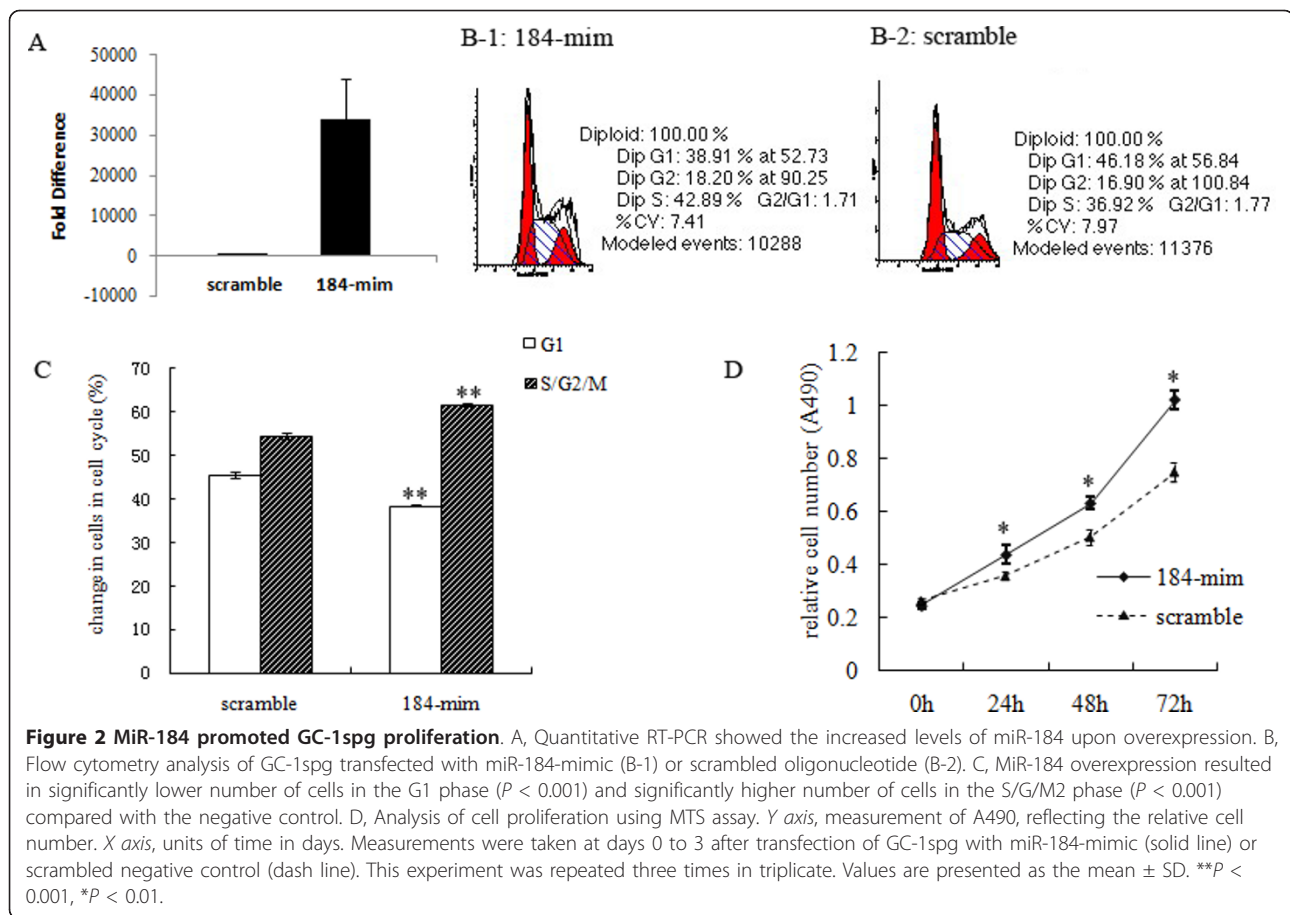 A
50000
40000
30000
20000
10000
0
-10000
Fold Difference
scramble 184-mim
B-1: 184-mim
Diploid: 100.00 %
Dip G1: 38.91 % at 52.73
Dip G2: 18.20 % at 90.25
Dip S: 42.89 % G2/G1: 1.71
%CV: 7.41
Modeled events: 10288
B-2: scramble
Diploid: 100.00 %
Dip G1: 46.18 % at 56.84
Dip G2: 16.90 % at 100.84
Dip S: 36.92 % G2/G1: 1.77
%CV: 7.97
Modeled events: 11376
C
G1
S/G2/M
70
60
50
40
30
20
10
0
change in cells in cell cycle (%)
**
**
scramble 184-mim
D
1.2
1
0.8
0.6
0.4
0.2
0
relative cell number (A490)
*
*
*
184-mim
scramble
0h 24h 48h 72h
Figure 2 MiR-184 promoted GC-1spg proliferation. A, Quantitative RT-PCR showed the increased levels of miR-184 upon overexpression. B,
Flow cytometry analysis of GC-1spg transfected with miR-184-mimic (B-1) or scrambled oligonucleotide (B-2). C, MiR-184 overexpression resulted
in significantly lower number of cells in the G1 phase (P < 0.001) and significantly higher number of cells in the S/G/M2 phase (P < 0.001)
compared with the negative control. D, Analysis of cell proliferation using MTS assay. Y axis, measurement of A490, reflecting the relative cell
number. X axis, units of time in days. Measurements were taken at days 0 to 3 after transfection of GC-1spg with miR-184-mimic (solid line) or
scrambled negative control (dash line). This experiment was repeated three times in triplicate. Values are presented as the mean ± SD. **P <
0.001, *P < 0.01.